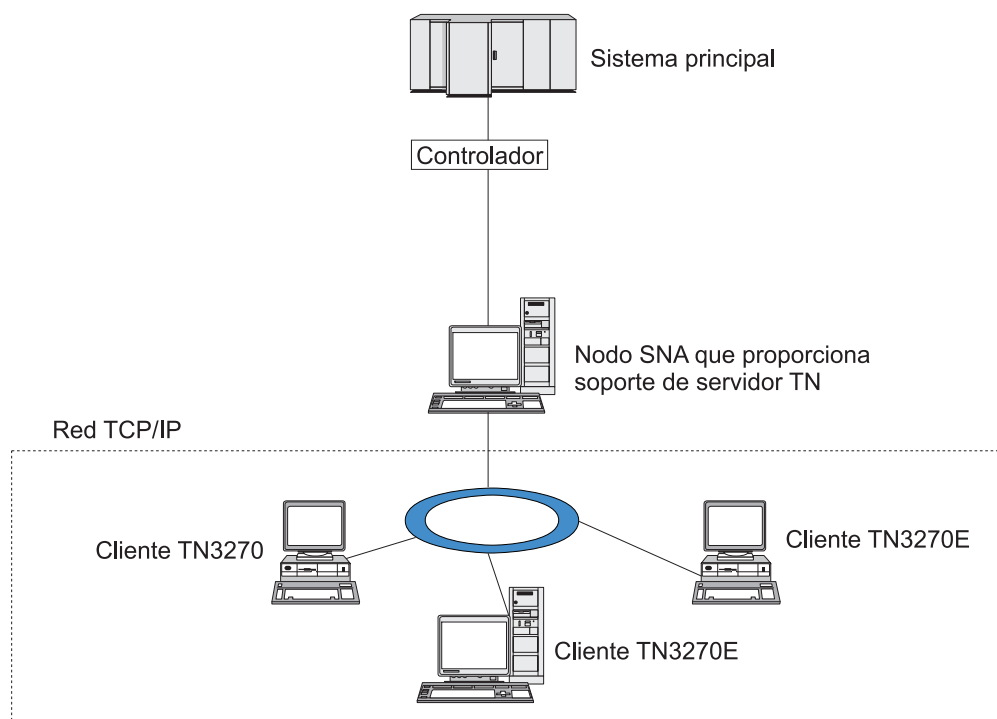 Sistema principal
Controlador
Nodo SNA que proporciona
soporte de servidor TN
Red TCP/IP
Cliente TN3270
Cliente TN3270E
Cliente TN3270E